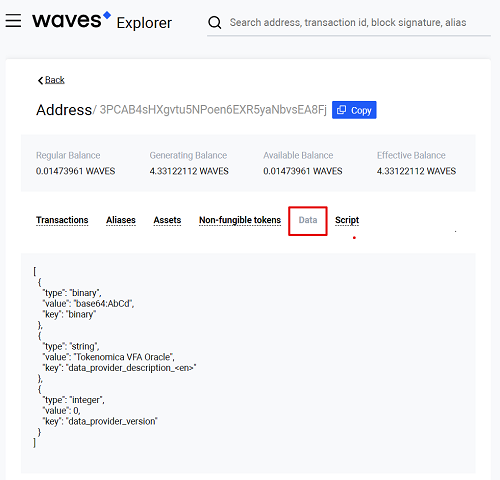 waves Explorer
Search address, transaction id, block signature, alias
Back
Address/ 3PCAB4sHXgvtu5NPoen6EXR5yaNbvsEA8Fj Copy
Regular Balance Generating Balance Available Balance Effective Balance
0.01473961 WAVES 4.33122112 WAVES 0.01473961 WAVES 4.33122112 WAVES
Transactions Aliases Assets Non-fungible tokens Data Script
[
{
"type": "binary",
"value": "base64:AbCd",
"key": "binary"
},
{
"type": "string",
"value": "Tokenomica VFA Oracle",
"key": "data_provider_description_<en>"
},
{
"type": "integer",
"value": 0,
"key": "data_provider_version"
}
]